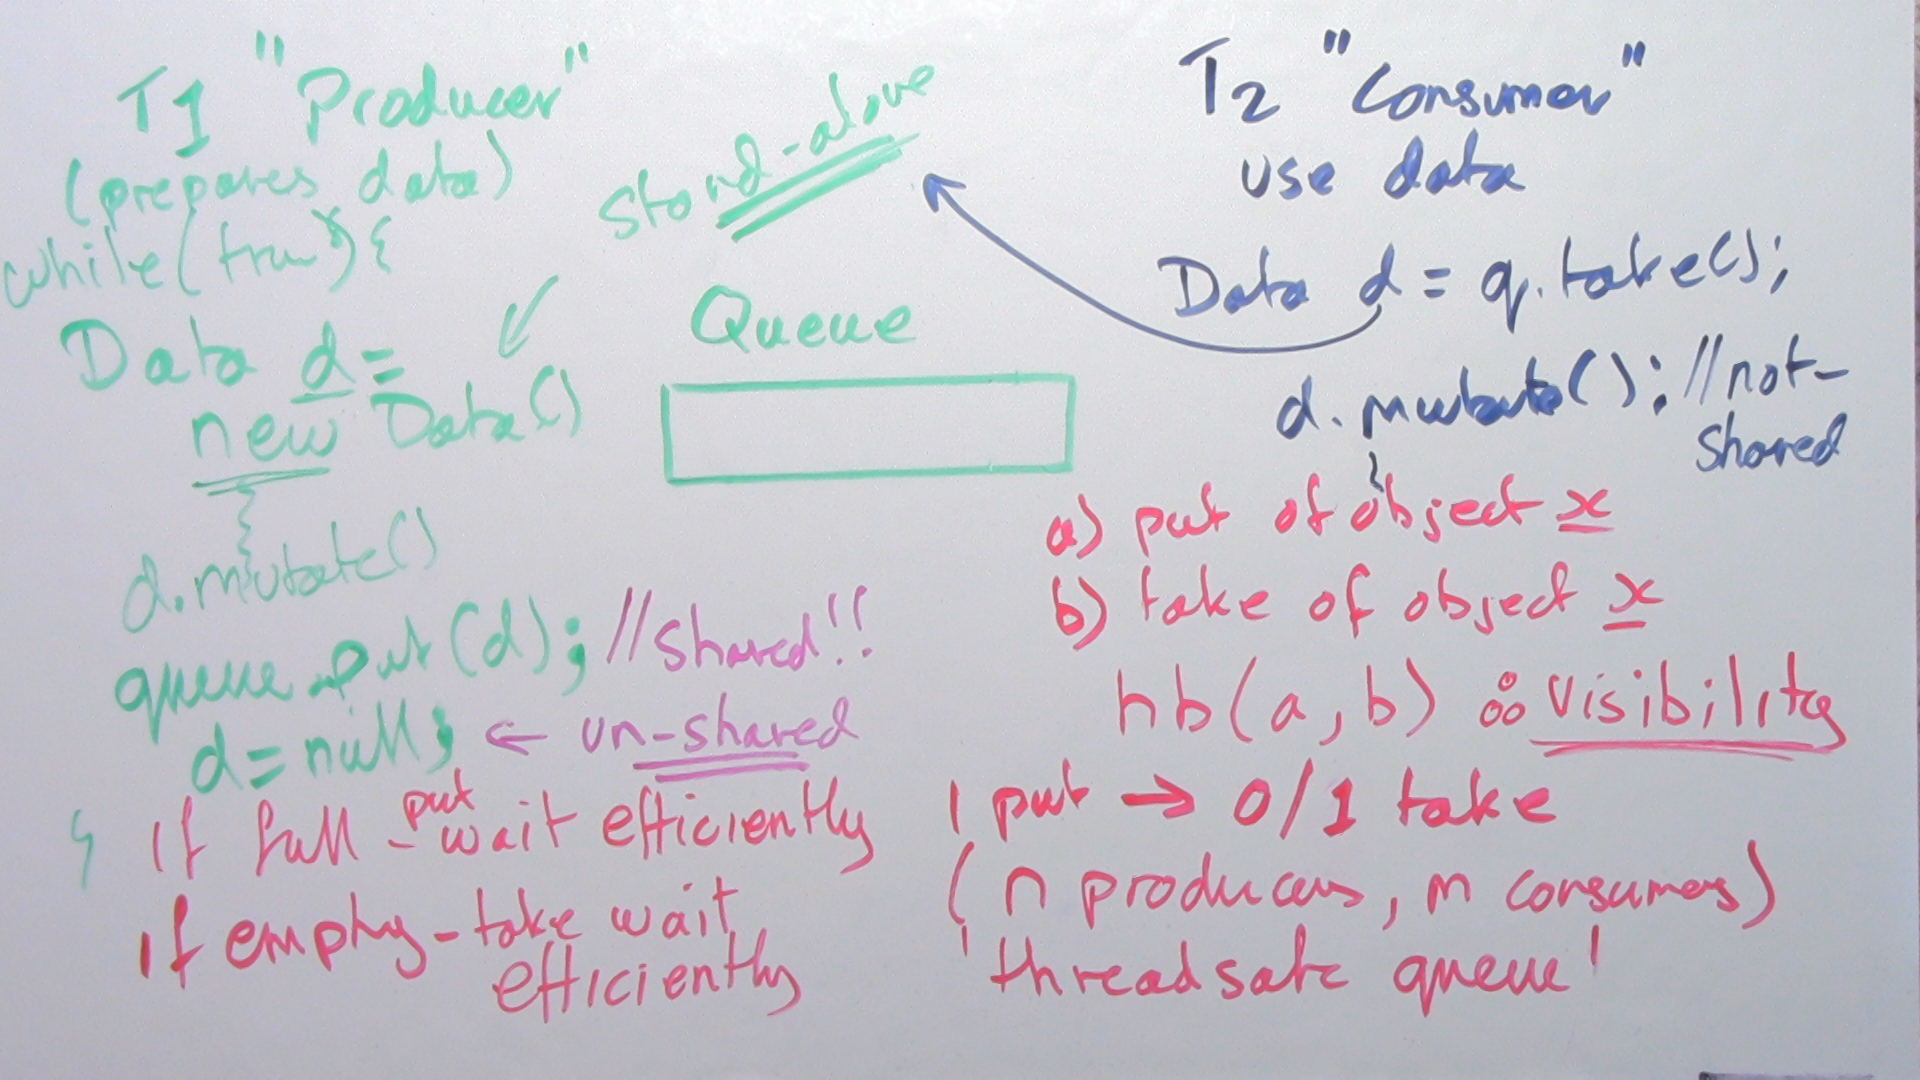 T1 "Producer"
(prepares data)
while(true){
Data d =
new Data()
d.mutate()
queue.put(d); //shared!!
d=null; ← un-shared
}
stand-alone
Queue
T2 "Consumer"
use data
Data d = q.take();
d.mutate(); //not-
shared
a) put of object x
b) take of object x
hb(a,b) ∴ visibility
if full - put wait efficiently
if empty - take wait
efficiently
1 put → 0/1 take
(n producers, m consumers)
'threadsafe queue'